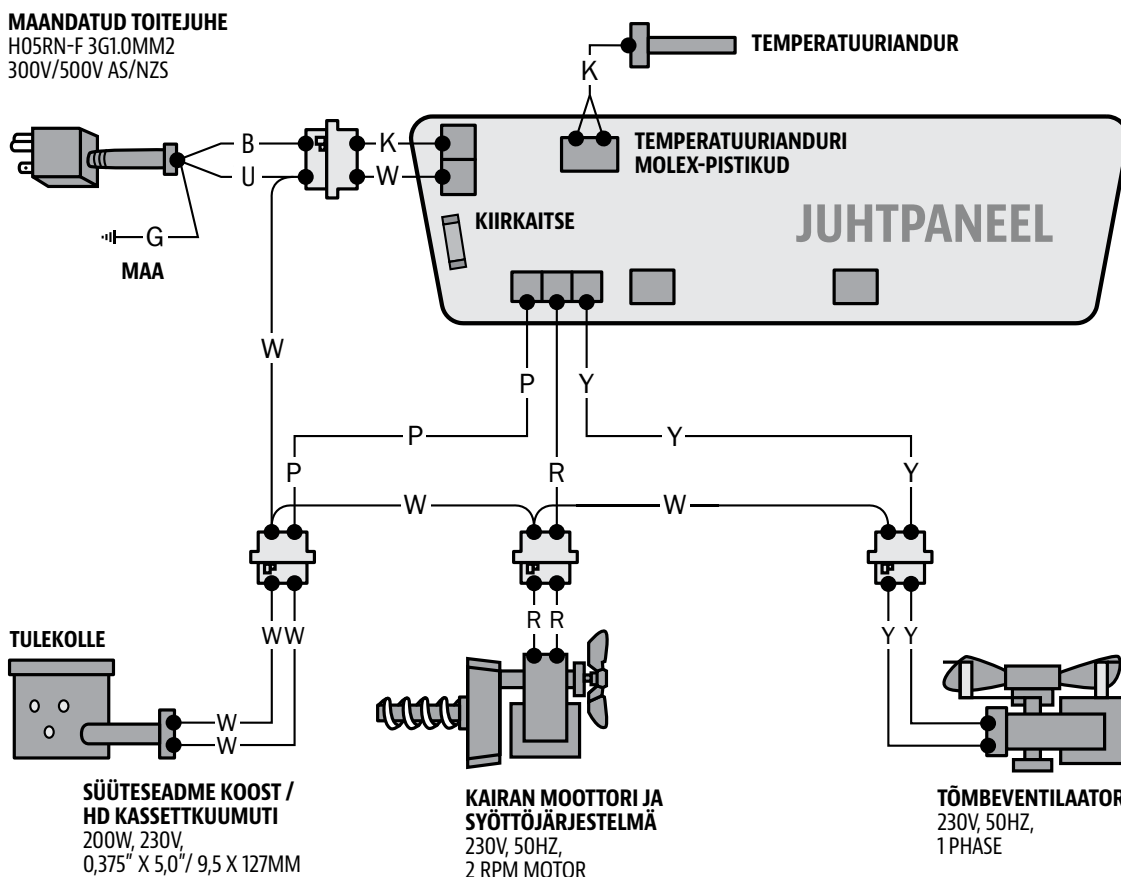 MAANDATUD TOITEJUHE
H05RN-F 3G1.0MM2
300V/500V AS/NZS
TEMPERATUURIANDUR
K
TEMPERATUURIANDURI
MOLEX-PISTIKUD
B
K
U
W
JUHTPANEEL
KIIRKAITSE
G
MAA
W
P
Y
P
Y
P
R
Y
W
W
W
W
R
R
Y
Y
TULEKOLLE
W
W
SÜÜTESEADME KOOST /
HD KASSETTKUUMUTI
200W, 230V,
0,375" X 5,0"/ 9,5 X 127MM
KAIRAN MOOTTORI JA
SYÖTTÖJÄRJESTELMÄ
230V, 50HZ,
2 RPM MOTOR
TÕMBEVENTILAATOR
230V, 50HZ,
1 PHASE